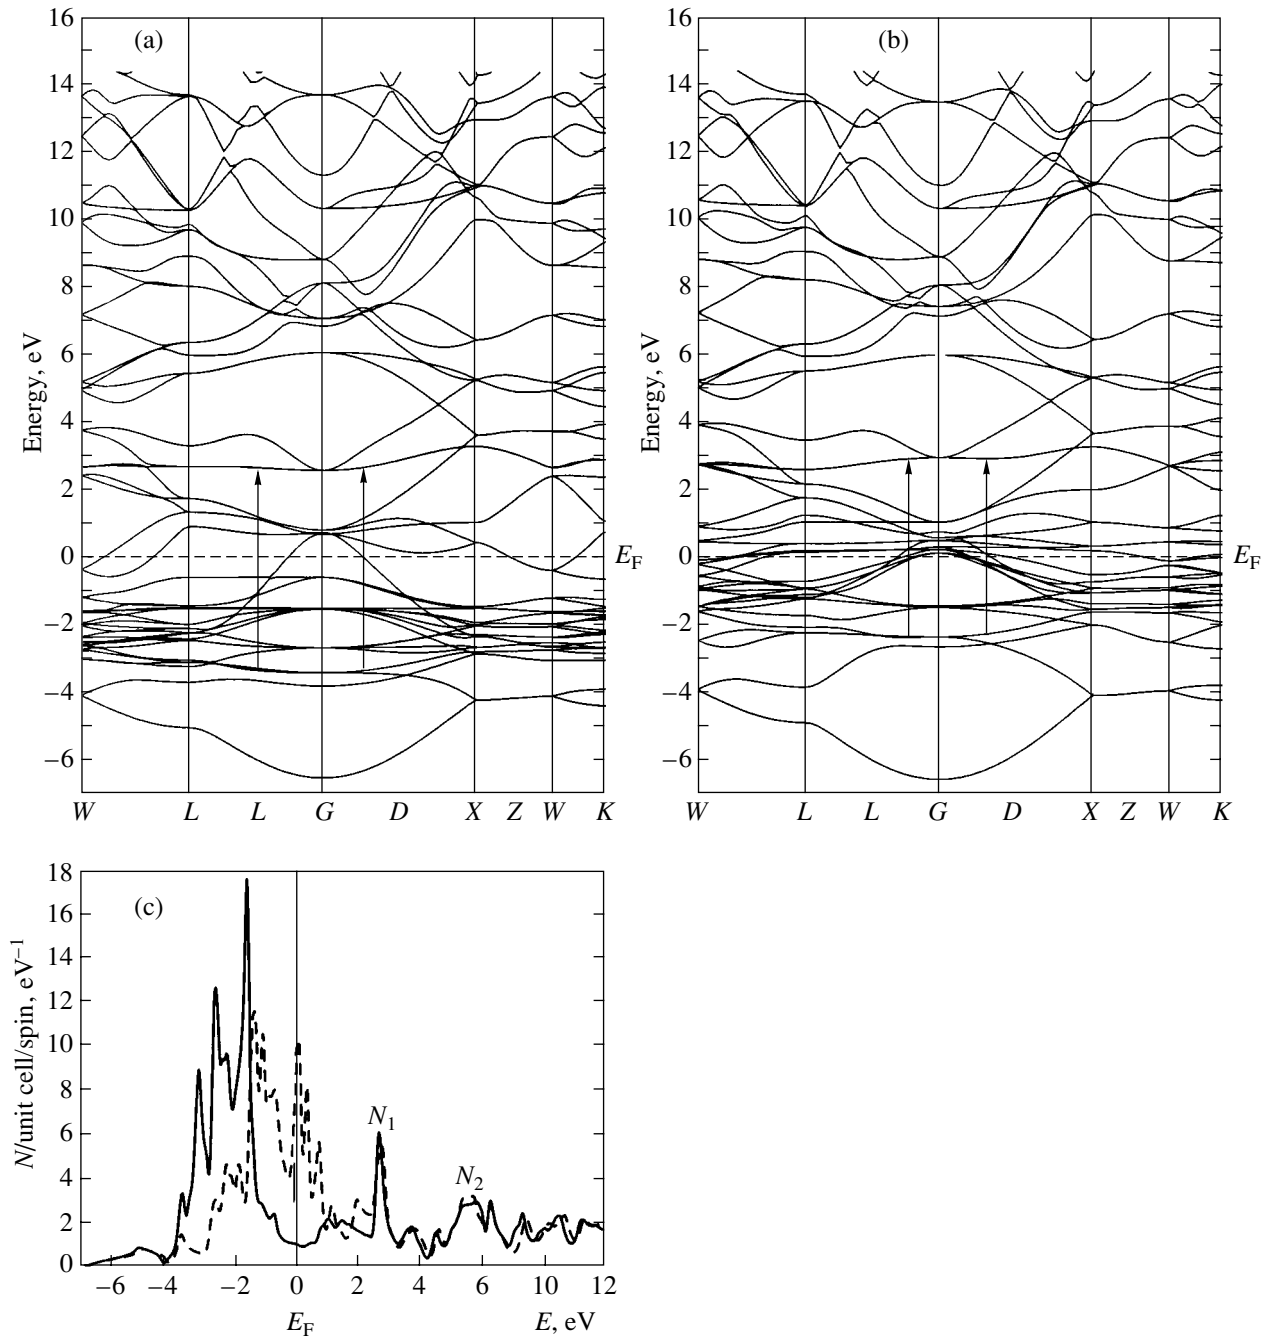 (a)
16
14
12
10
8
6
4
2
0
−2
−4
−6
Energy, eV
E_F
W L L G D X Z W K
(b)
16
14
12
10
8
6
4
2
0
−2
−4
−6
Energy, eV
E_F
W L L G D X Z W K
(c)
18
16
14
12
10
8
6
4
2
0
N/unit cell/spin, eV⁻¹
N₁
N₂
−6 −4 −2 0 2 4 6 8 10 12
E_F
E, eV